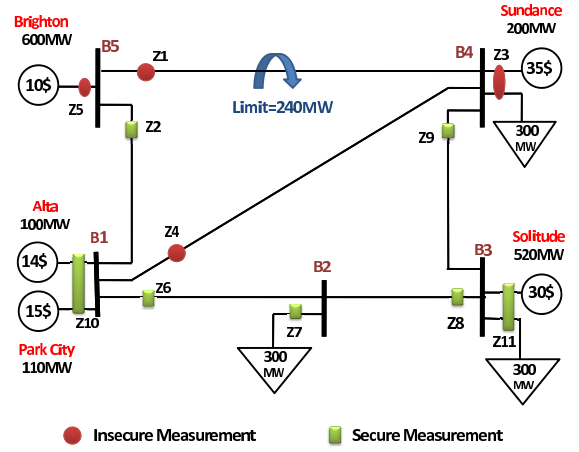 Brighton
600MW
B5
Z1
10$
Z5
Z2
Limit=240MW
Sundance
200MW
B4
Z3
35$
300
MW
Z9
Alta
100MW
B1
Z4
14$
15$
Z10
Park City
110MW
Z6
B2
Z7
300
MW
B3
Solitude
520MW
30$
Z8
Z11
300
MW
Insecure Measurement
Secure Measurement